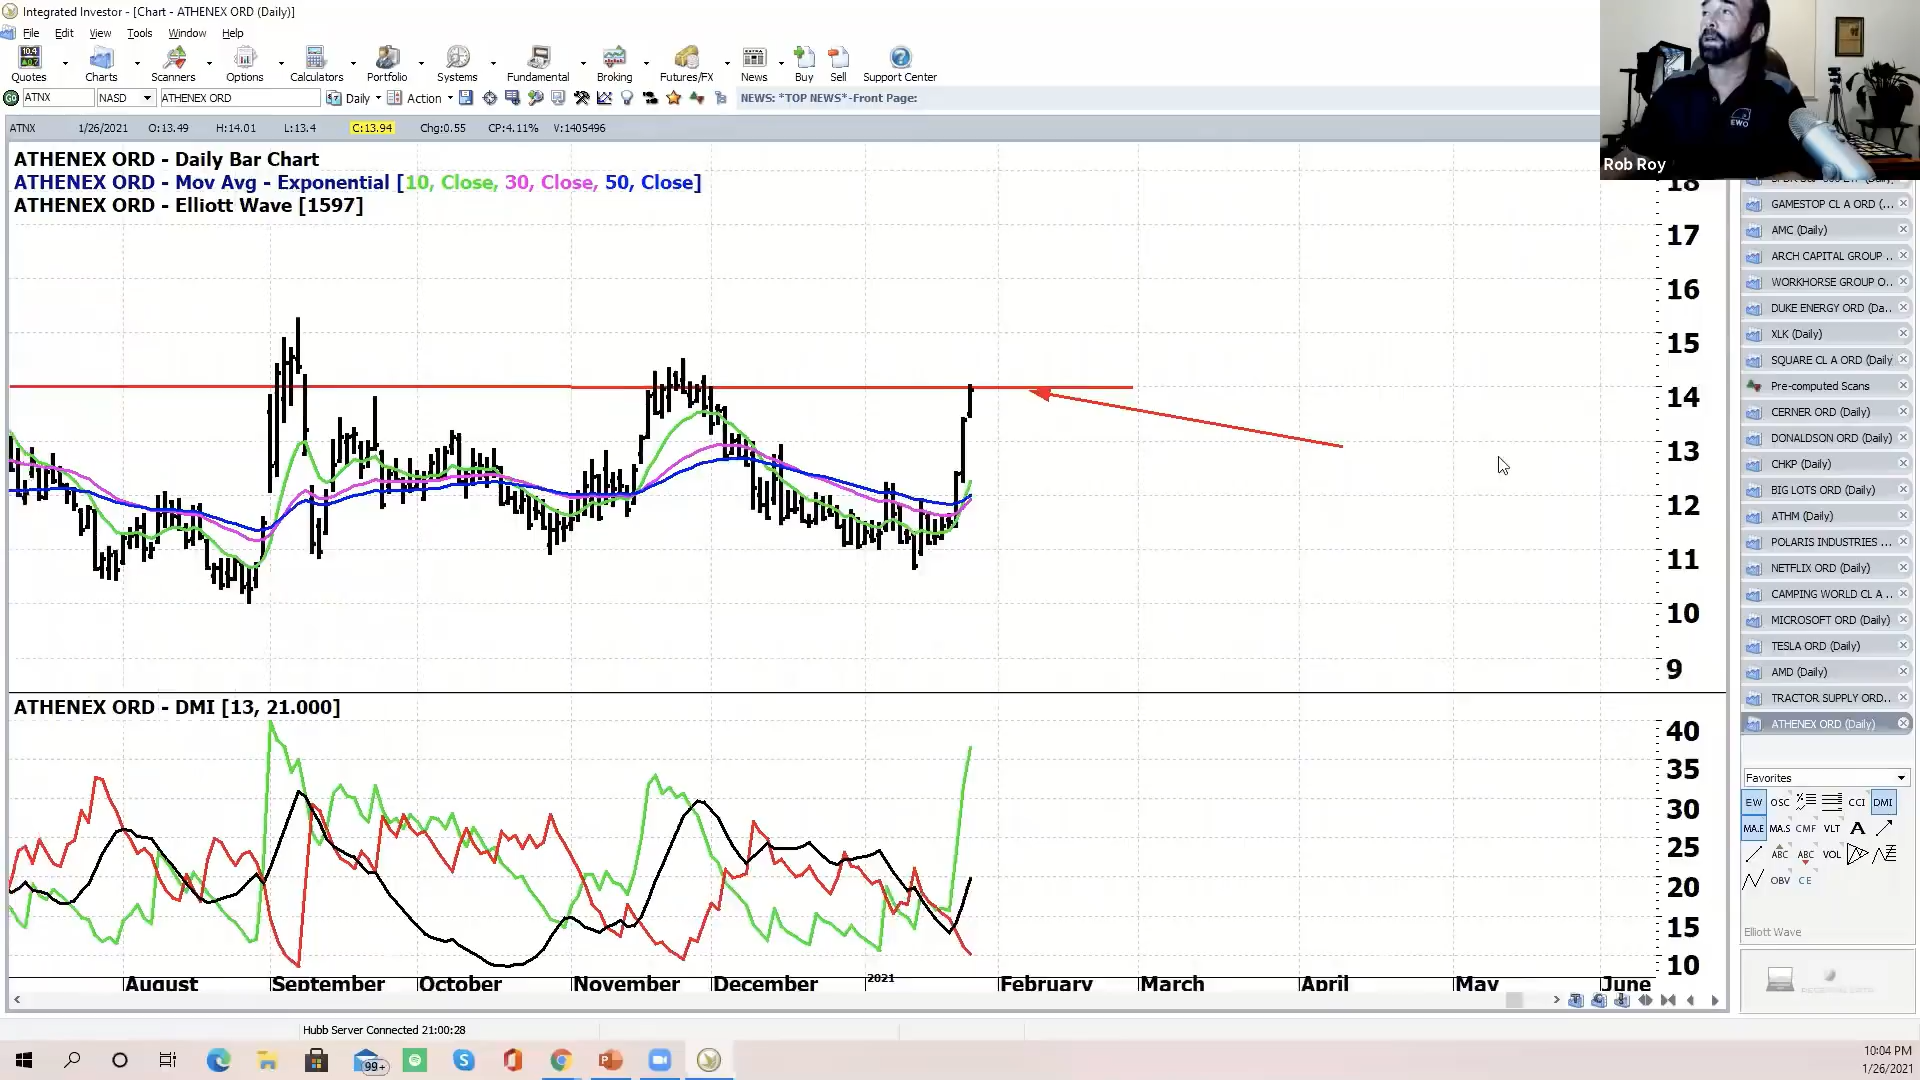 Integrated Investor - [Chart - ATHENEX ORD (Daily)]
File Edit View Tools Window Help
Quotes Charts Scanners Options Calculators Portfolio Systems Fundamental Broking Futures/FX News Buy Sell Support Center
ATNX NASD ATHENEX ORD Daily Action NEWS: *TOP NEWS*-Front Page:
ATNX 1/26/2021 O:13.49 H:14.01 L:13.4 C:13.94 Chg:0.55 CP:4.11% V:1405496
EWO
Rob Roy
ATHENEX ORD - Daily Bar Chart
ATHENEX ORD - Mov Avg - Exponential [10, Close, 30, Close, 50, Close]
ATHENEX ORD - Elliott Wave [1597]
18
17
16
15
14
13
12
11
10
9
ATHENEX ORD - DMI [13, 21.000]
40
35
30
25
20
15
10
August September October November December 2021 February March April May June
GAMESTOP CL A ORD (...
AMC (Daily)
ARCH CAPITAL GROUP ..
WORKHORSE GROUP O..
DUKE ENERGY ORD (Da..
XLK (Daily)
SQUARE CL A ORD (Daily
Pre-computed Scans
CERNER ORD (Daily)
DONALDSON ORD (Daily)
CHKP (Daily)
BIG LOTS ORD (Daily)
ATHM (Daily)
POLARIS INDUSTRIES ...
NETFLIX ORD (Daily)
CAMPING WORLD CL A ..
MICROSOFT ORD (Daily)
TESLA ORD (Daily)
AMD (Daily)
TRACTOR SUPPLY ORD..
ATHENEX ORD (Daily)
Favorites
EW OSC CCI DMI
MA.E MA.S CMF VLT A
ABC ABC VOL
OBV CE
Elliott Wave
Hubb Server Connected 21:00:28
99+
10:04 PM
1/26/2021